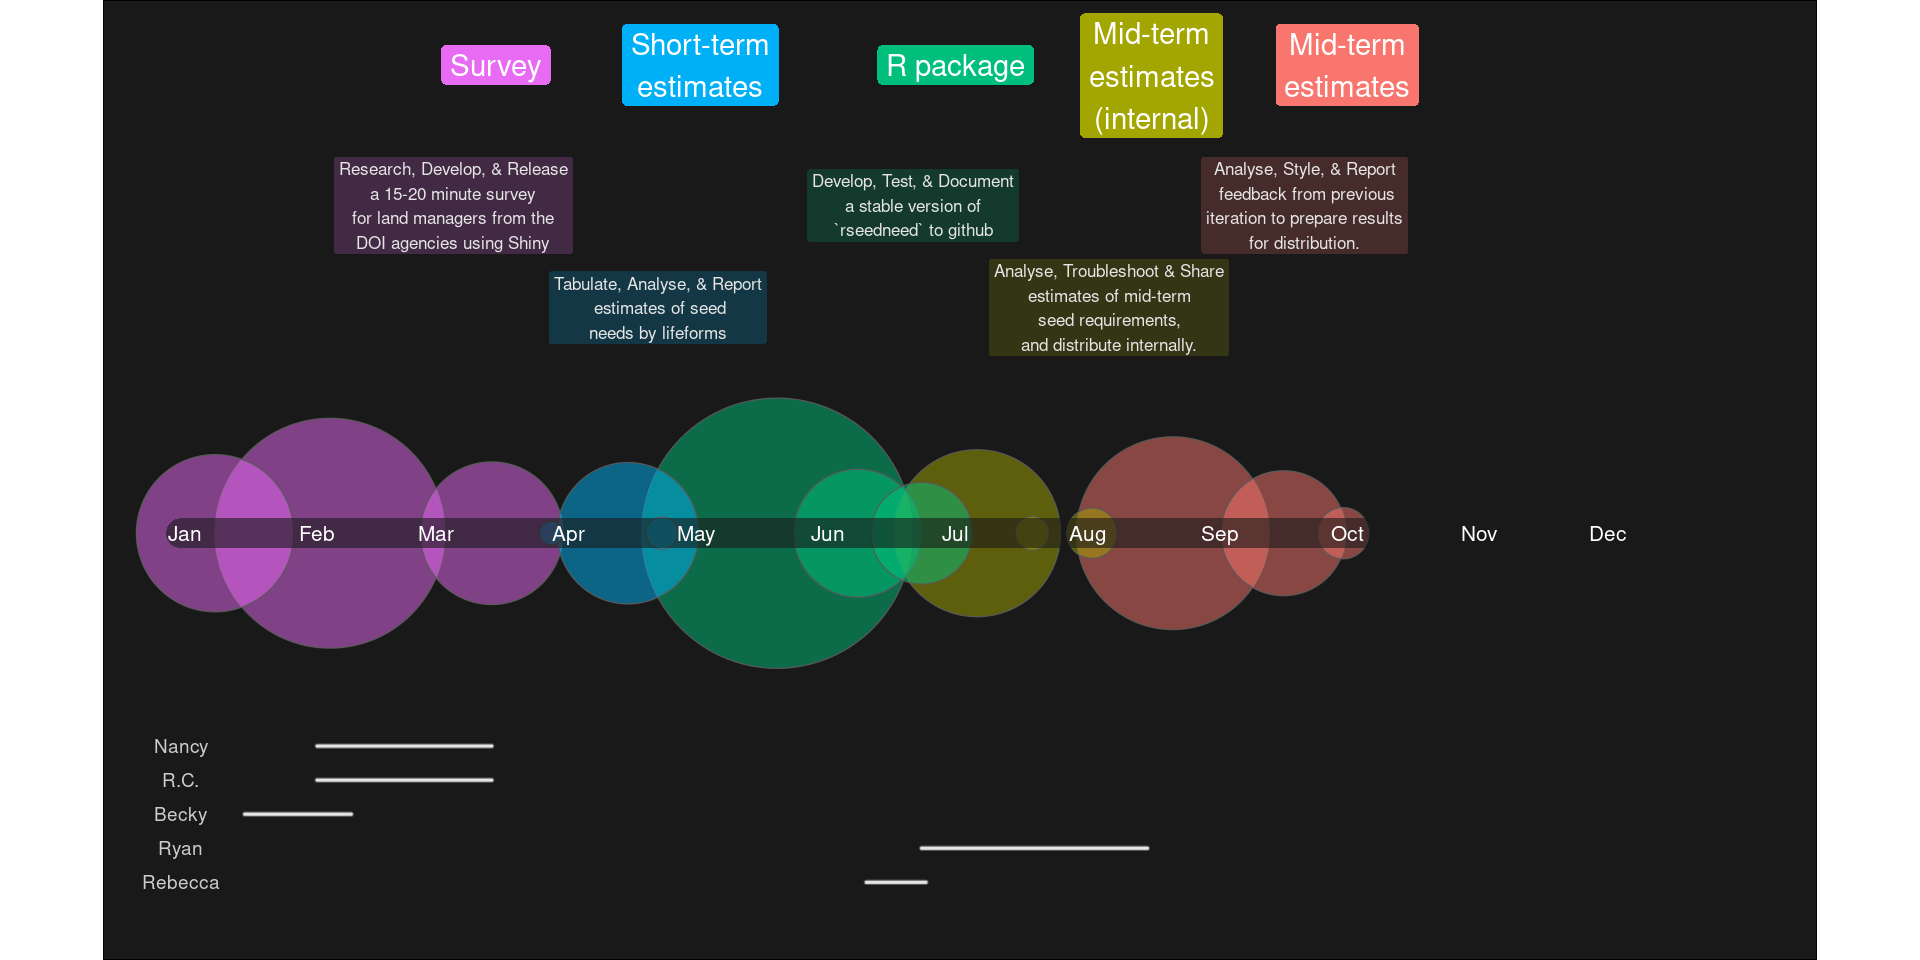 Survey
Short-term
estimates
R package
Mid-term
estimates
(internal)
Mid-term
estimates
Research, Develop, & Release
a 15-20 minute survey
for land managers from the
DOI agencies using Shiny
Tabulate, Analyse, & Report
estimates of seed
needs by lifeforms
Develop, Test, & Document
a stable version of
`rseedneed` to github
Analyse, Troubleshoot & Share
estimates of mid-term
seed requirements,
and distribute internally.
Analyse, Style, & Report
feedback from previous
iteration to prepare results
for distribution.
Jan Feb Mar Apr May Jun Jul Aug Sep Oct Nov Dec
Nancy
R.C.
Becky
Ryan
Rebecca